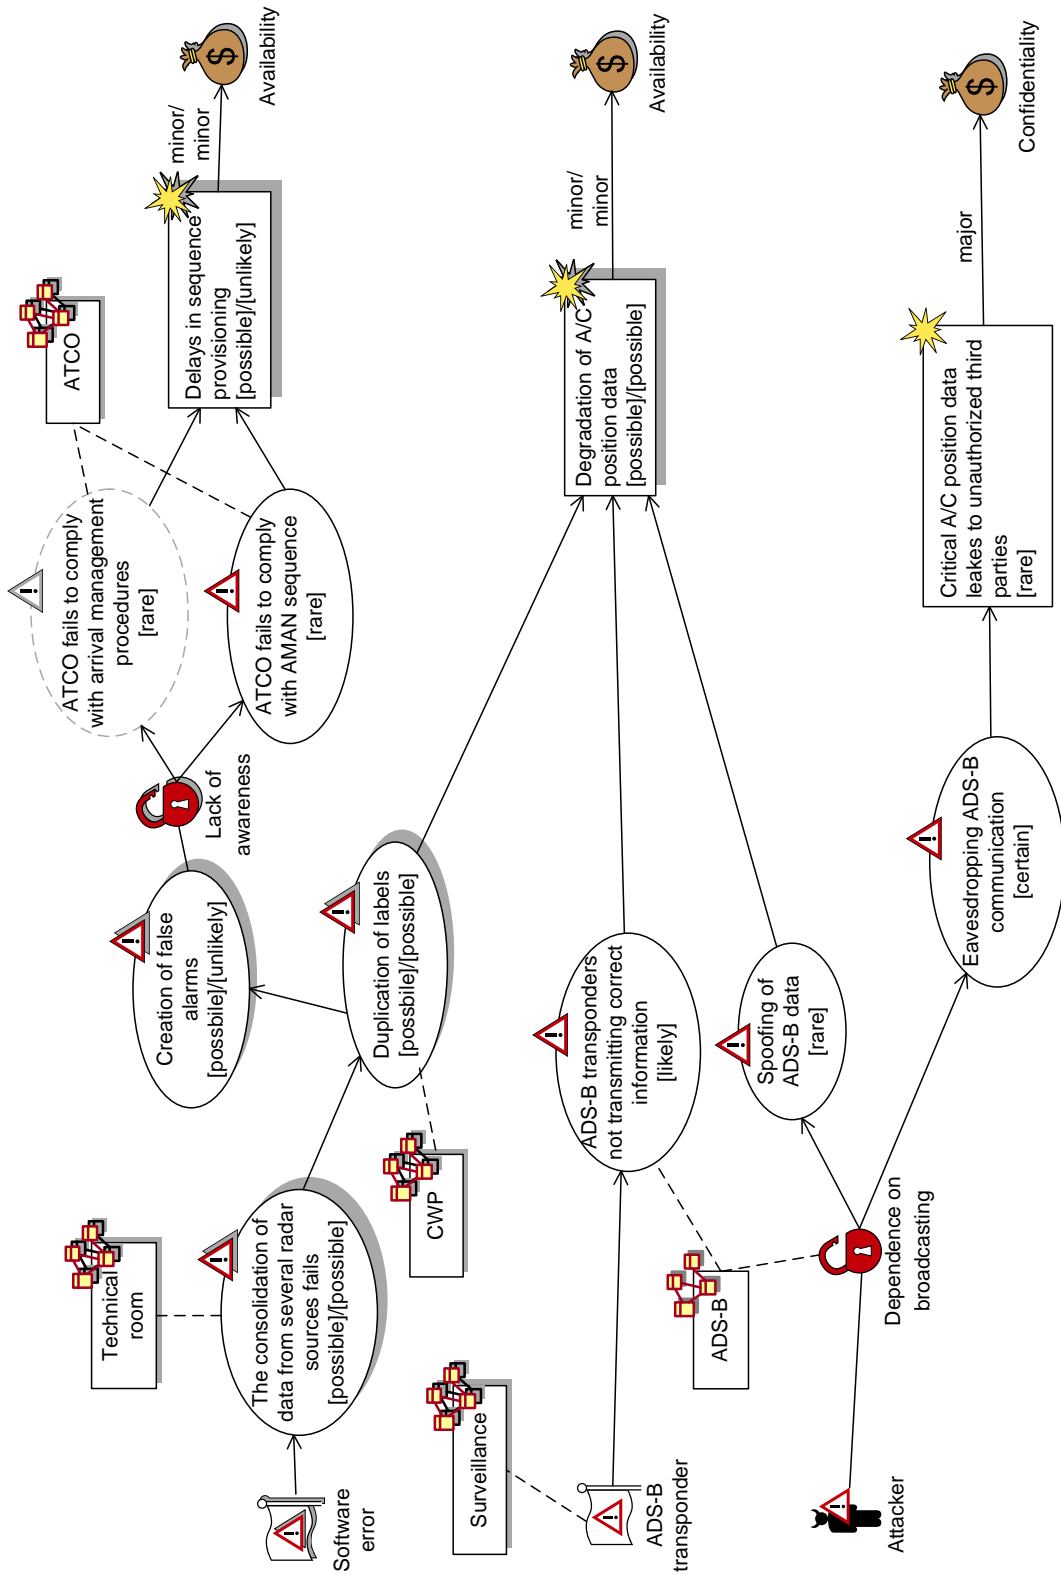 Software
error
Technical
room
The consolidation of
data from several radar
sources fails
[possible]/[possible]
Creation of false
alarms
[possbile]/[unlikely]
Lack of
awareness
ATCO fails to comply
with arrival management
procedures
[rare]
ATCO fails to comply
with AMAN sequence
[rare]
ATCO
Delays in sequence
provisioning
[possible]/[unlikely]
minor/
minor
$
Availability
CWP
Duplication of labels
[possbile]/[possible]
Surveillance
ADS-B
transponder
ADS-B transponders
not transmitting correct
information
[likely]
Degradation of A/C
position data
[possible]/[possible]
minor/
minor
$
Availability
ADS-B
Spoofing of
ADS-B data
[rare]
Attacker
Dependence on
broadcasting
Eavesdropping ADS-B
communication
[certain]
Critical A/C position data
leakes to unauthorized third
parties
[rare]
major
$
Confidentiality